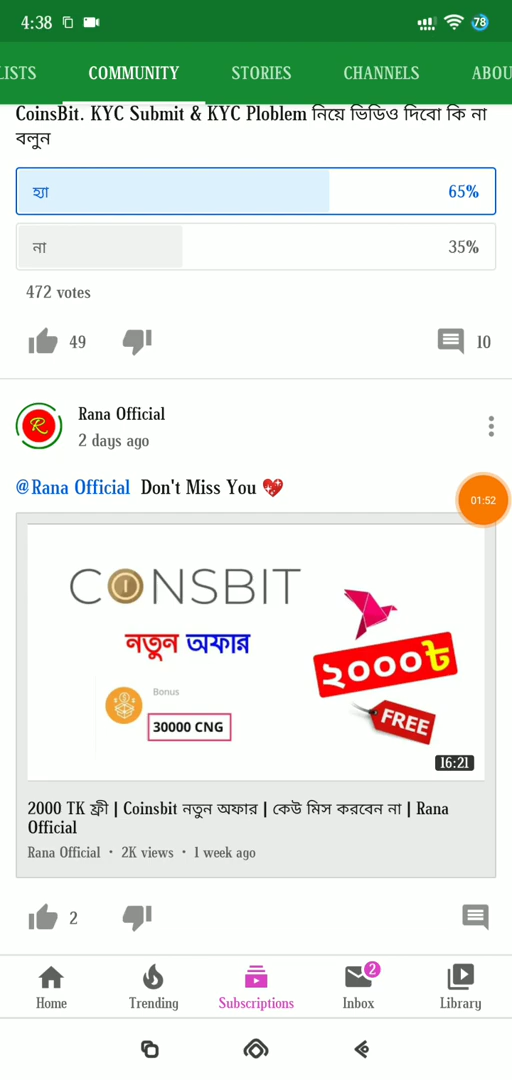 4:38
78
LISTS COMMUNITY STORIES CHANNELS ABOU
CoinsBit. KYC Submit & KYC Ploblem নিয়ে ভিডিও দিবো কি না
বলুন
হ্যা 65%
না 35%
472 votes
49 10
Rana Official
2 days ago
@Rana Official Don't Miss You 💖
01:52
COINSBIT
নতুন অফার
২০০০৳
Bonus
30000 CNG
FREE
16:21
2000 TK ফ্রী | Coinsbit নতুন অফার | কেউ মিস করবেন না | Rana
Official
Rana Official • 2K views • 1 week ago
2
2
Home Trending Subscriptions Inbox Library